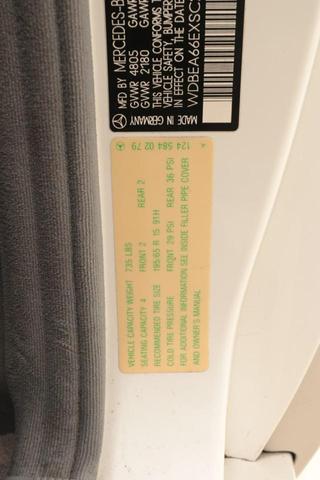 MFD BY MERCEDES-B
MADE IN GERMANY
GVWR 4805 GAWR
GVWR 2180 GAWR
THIS VEHICLE CONFORMS
VEHICLE SAFETY BUMPER
IN EFFECT ON THE DATE
WDBEA66EXSC
124 584 02 79
VEHICLE CAPACITY WEIGHT 735 LBS
SEATING CAPACITY 4 FRONT 2 REAR 2
RECOMMENDED TIRE SIZE 195/65 R 15 91H
COLD TIRE PRESSURE FRONT 29 PSI REAR 36 PSI
FOR ADDITIONAL INFORMATION SEE INSIDE FILLER PIPE COVER
AND OWNER'S MANUAL